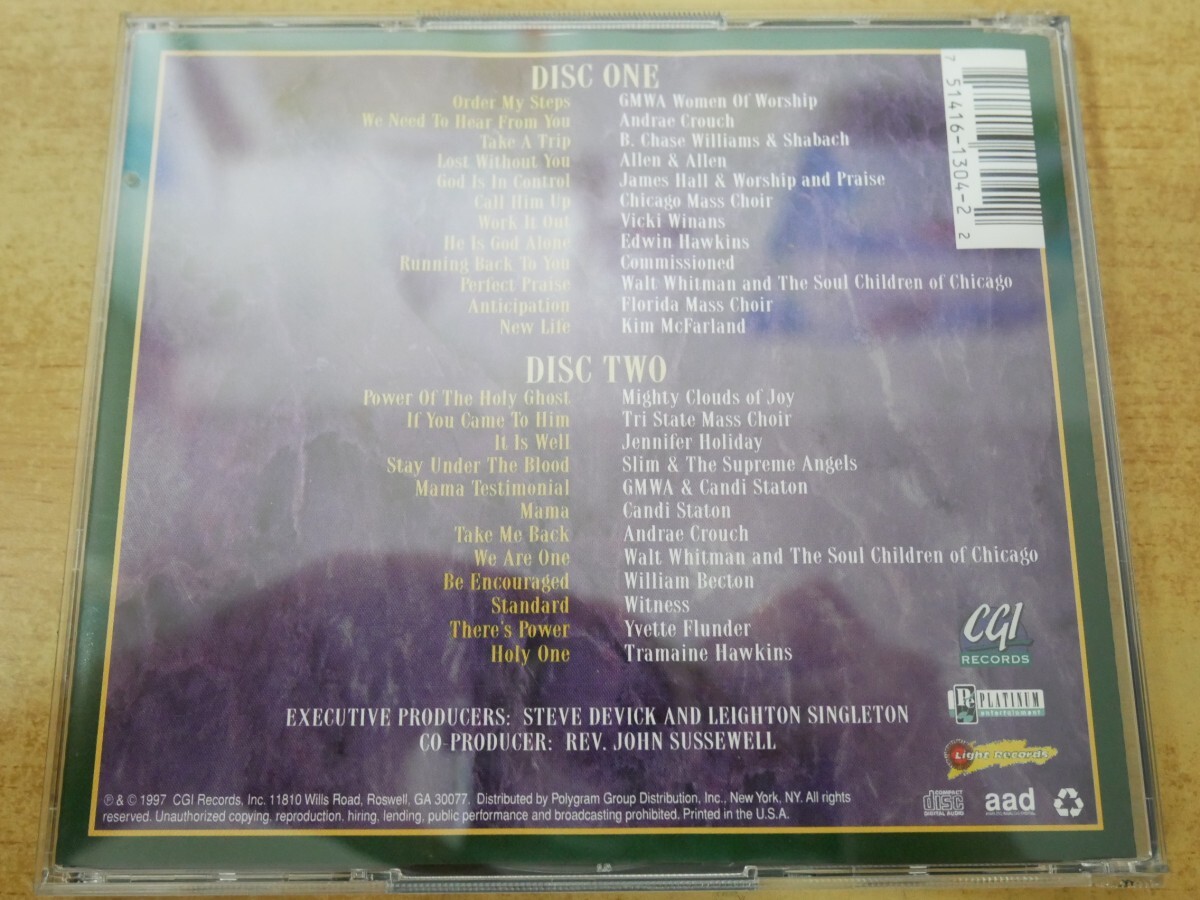 DISC ONE
Order My Steps GMWA Women Of Worship
We Need To Hear From You Andrae Crouch
Take A Trip B. Chase Williams & Shabach
Lost Without You Allen & Allen
God Is In Control James Hall & Worship and Praise
Call Him Up Chicago Mass Choir
Work It Out Vicki Winans
He Is God Alone Edwin Hawkins
Running Back To You Commissioned
Perfect Praise Walt Whitman and The Soul Children of Chicago
Anticipation Florida Mass Choir
New Life Kim McFarland
7 51416-1304-2 2
DISC TWO
Power Of The Holy Ghost Mighty Clouds of Joy
If You Came To Him Tri State Mass Choir
It Is Well Jennifer Holiday
Stay Under The Blood Slim & The Supreme Angels
Mama Testimonial GMWA & Candi Staton
Mama Candi Staton
Take Me Back Andrae Crouch
We Are One Walt Whitman and The Soul Children of Chicago
Be Encouraged William Becton
Standard Witness
There's Power Yvette Flunder
Holy One Tramaine Hawkins
CGI
RECORDS
Pe PLATINUM
entertainment
Light Records
EXECUTIVE PRODUCERS: STEVE DEVICK AND LEIGHTON SINGLETON
CO-PRODUCER: REV. JOHN SUSSEWELL
℗ & © 1997 CGI Records, Inc. 11810 Wills Road, Roswell, GA 30077. Distributed by Polygram Group Distribution, Inc., New York, NY. All rights
reserved. Unauthorized copying, reproduction, hiring, lending, public performance and broadcasting prohibited. Printed in the U.S.A.
COMPACT
disc
DIGITAL AUDIO
aad